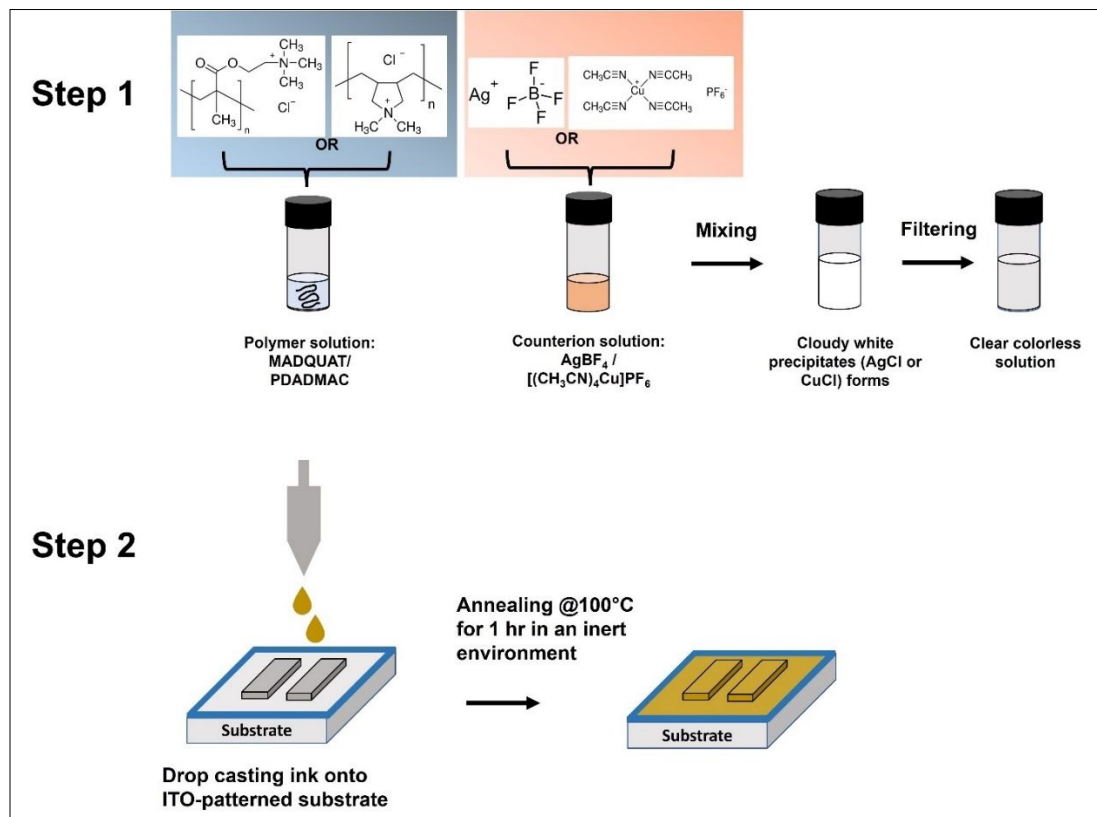 Step 1
O
O
N
+
CH₃
CH₃
CH₃
Cl⁻
CH₃
n
Cl⁻
n
N
+
H₃C
CH₃
OR
Ag⁺
F
B⁻
F
F
F
CH₃C≡N
N≡CCH₃
Cu
+
CH₃C≡N
N≡CCH₃
PF₆⁻
OR
Mixing
Filtering
Polymer solution:
MADQUAT/
PDADMAC
Counterion solution:
AgBF₄ /
[(CH₃CN)₄Cu]PF₆
Cloudy white
precipitates (AgCl or
CuCl) forms
Clear colorless
solution
Step 2
Annealing @100°C
for 1 hr in an inert
environment
Substrate
Substrate
Drop casting ink onto
ITO-patterned substrate